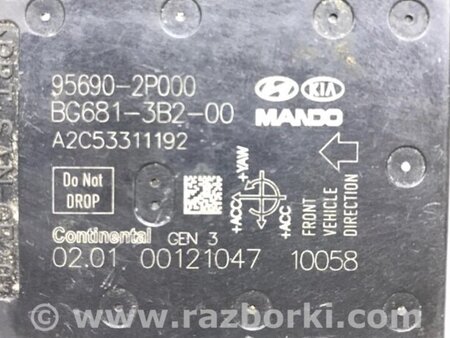 95690-2P000
KIA
BG681-3B2-00
MANDO
A2C53311192
Do Not
DROP
+YAW
+ACC
+ACC
FRONT
VEHICLE
DIRECTION
Continental GEN 3
02.01 00121047 10058
© www.razborki.com